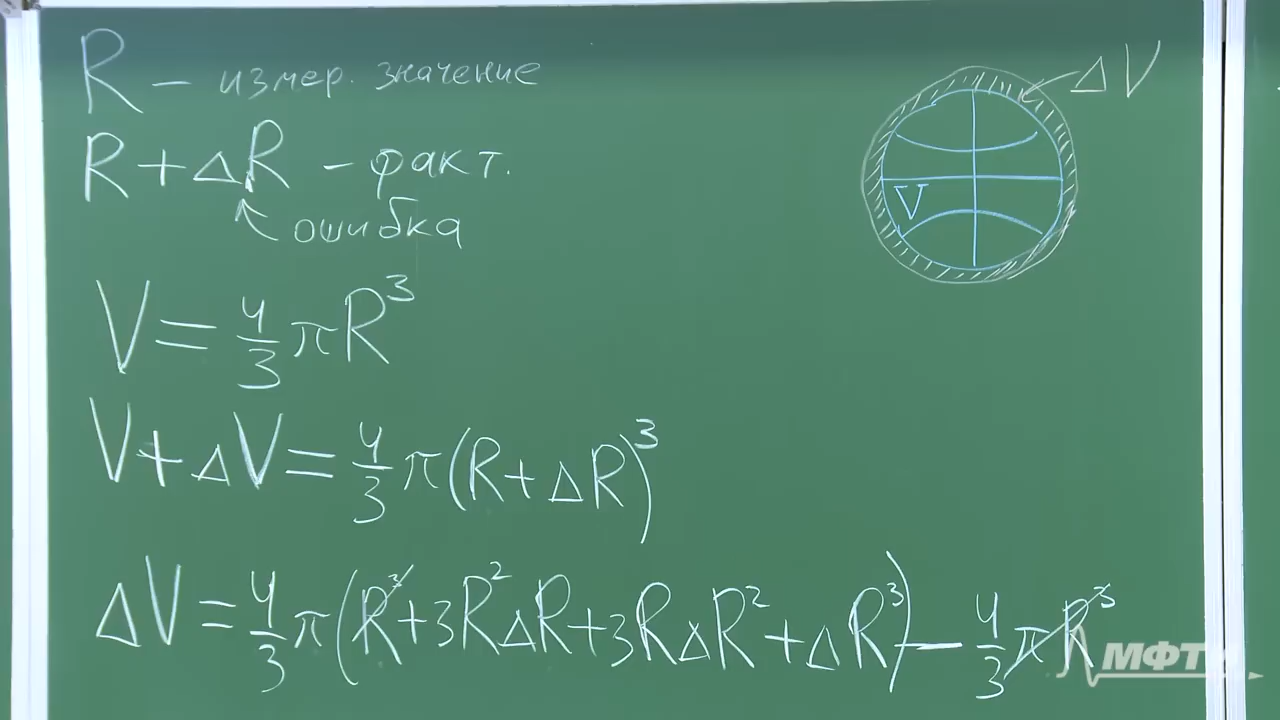 R – измер. значение
R + ΔR – факт.
ошибка
V = 4/3 πR³
V + ΔV = 4/3 π(R + ΔR)³
ΔV = 4/3 π(R³ + 3R²ΔR + 3RΔR² + ΔR³) – 4/3 πR³
ΔV
V
МФТИ